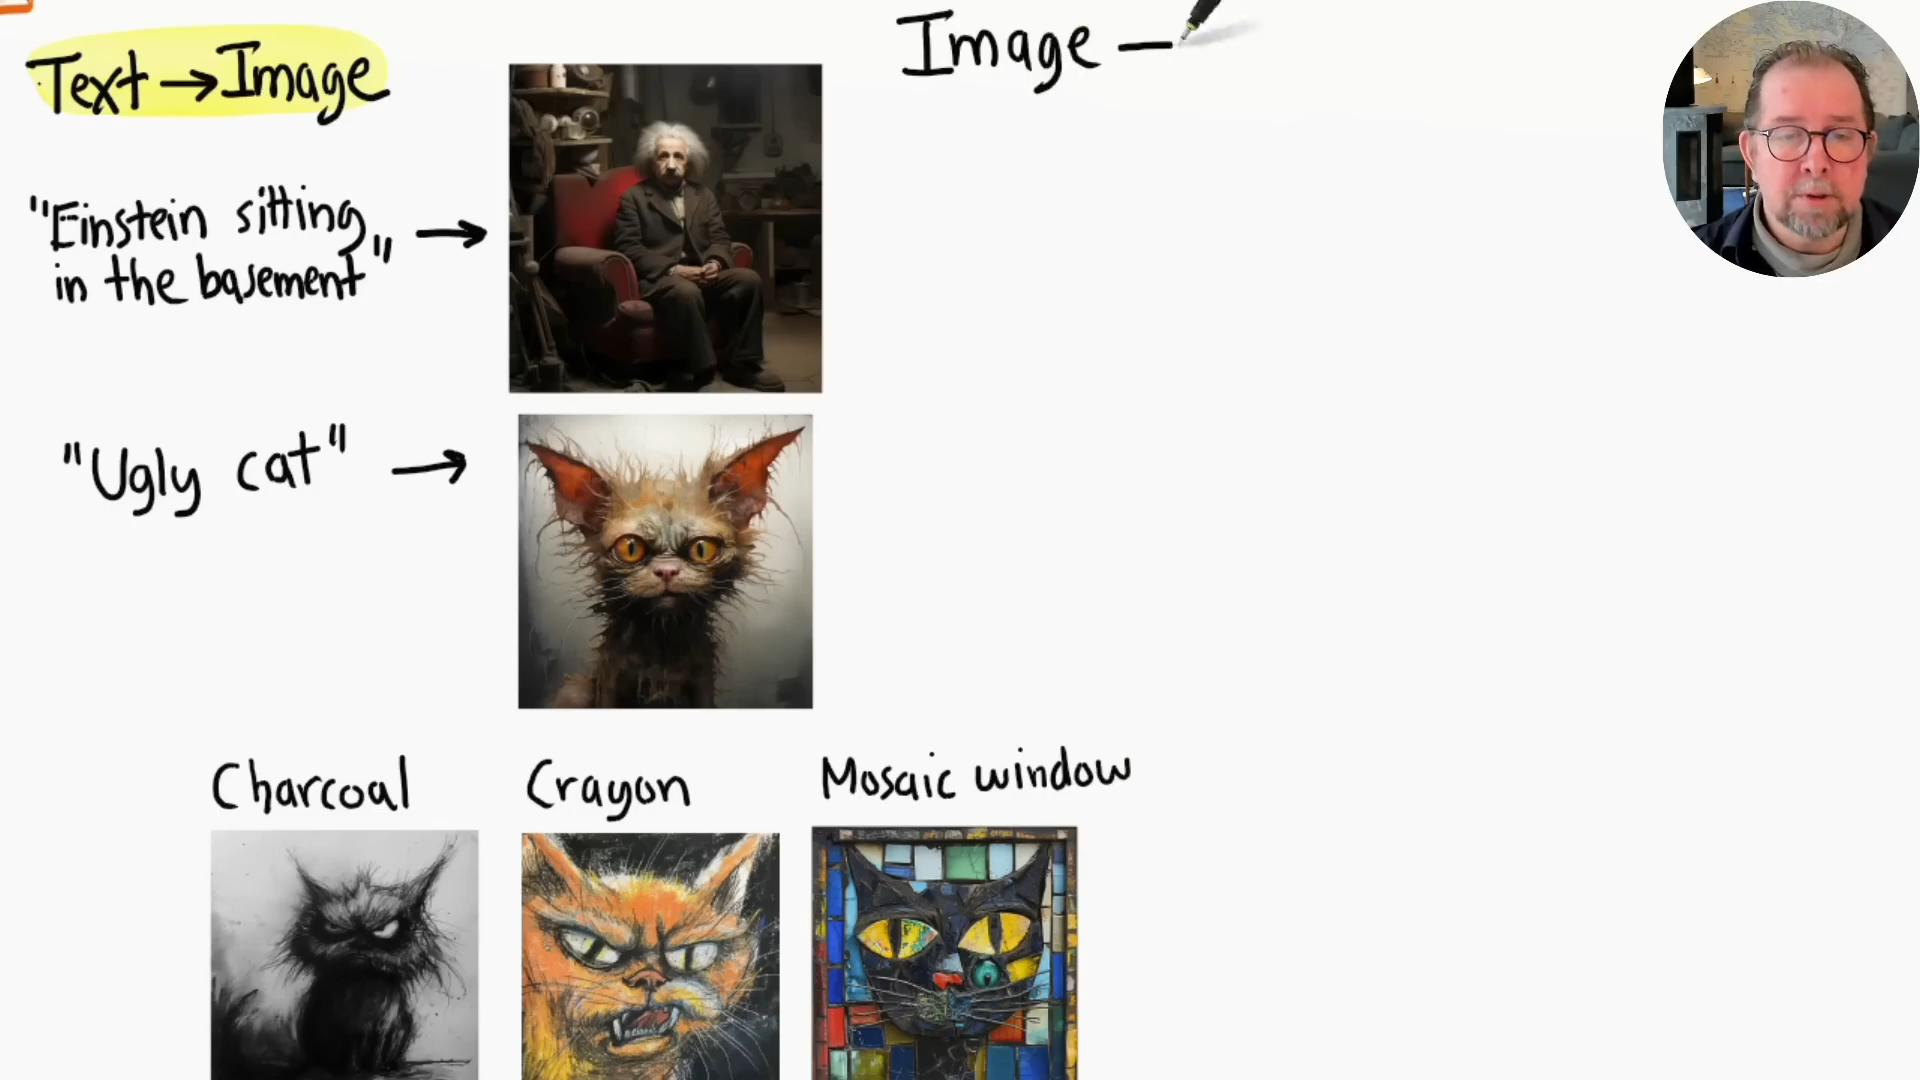 Text → Image
"Einstein sitting
in the basement" →
"Ugly cat" →
Charcoal
Crayon
Mosaic window
Image —